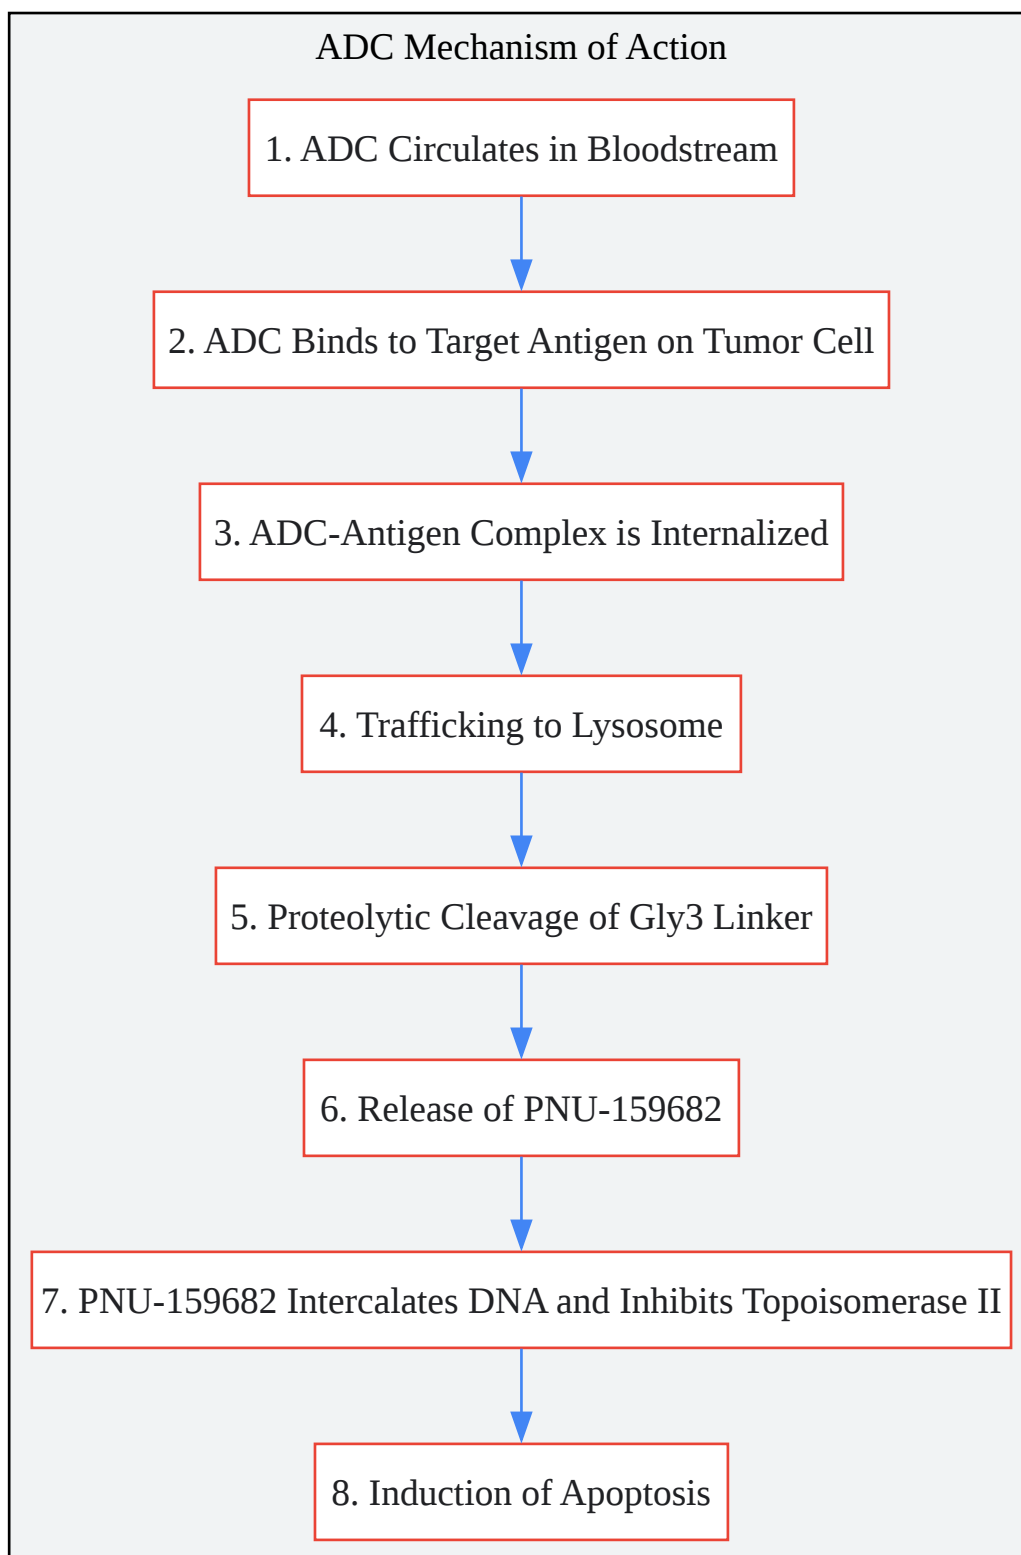 ADC Mechanism of Action
1. ADC Circulates in Bloodstream
2. ADC Binds to Target Antigen on Tumor Cell
3. ADC-Antigen Complex is Internalized
4. Trafficking to Lysosome
5. Proteolytic Cleavage of Gly3 Linker
6. Release of PNU-159682
7. PNU-159682 Intercalates DNA and Inhibits Topoisomerase II
8. Induction of Apoptosis